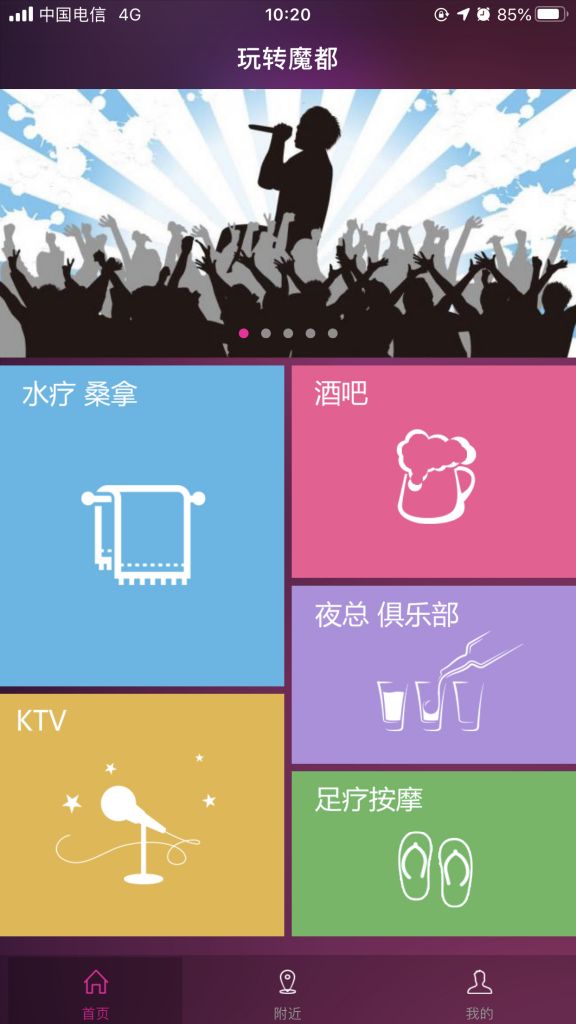 中国电信 4G 10:20 85%
玩转魔都
水疗 桑拿
酒吧
夜总 俱乐部
KTV
足疗按摩
首页 附近 我的